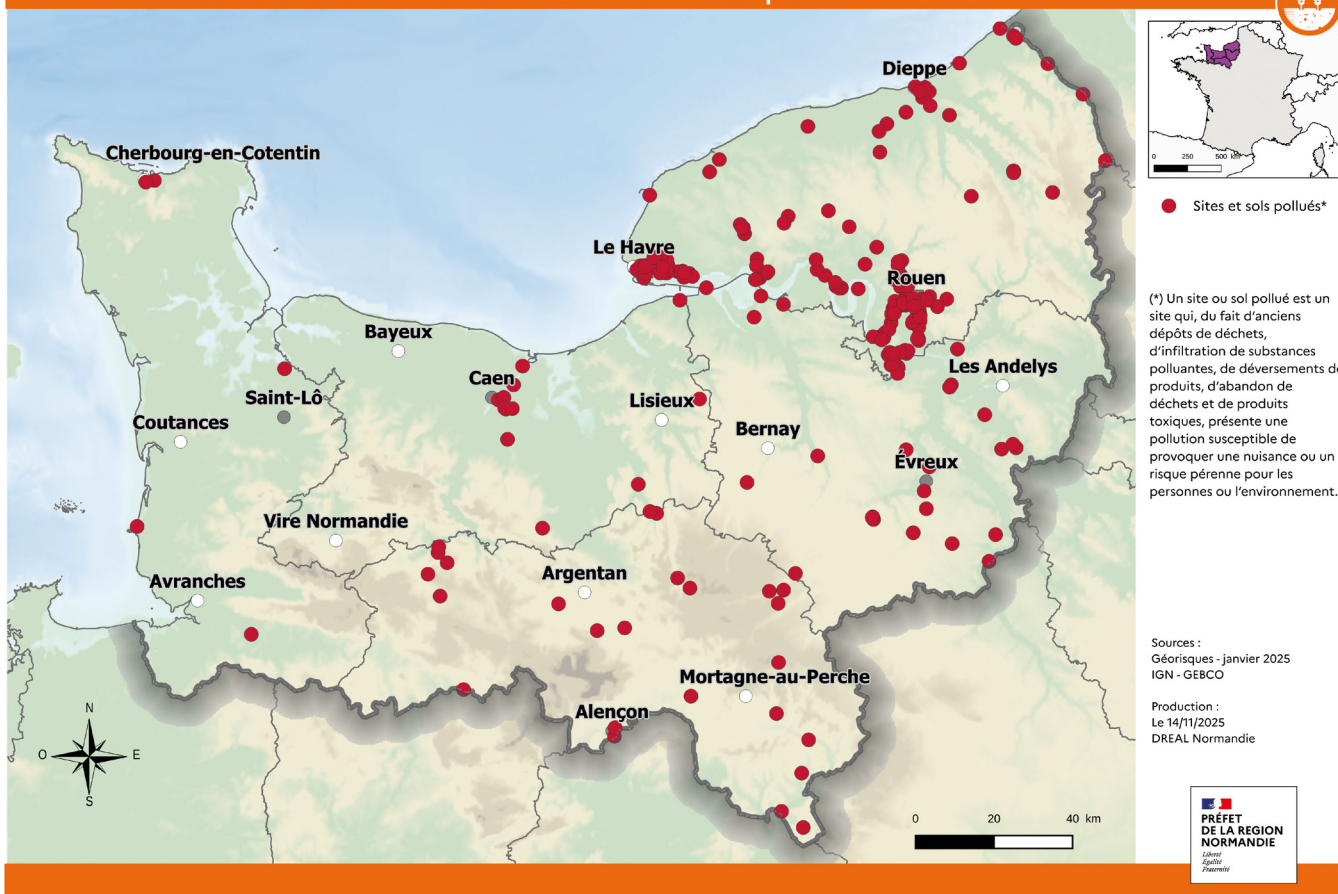 Dieppe
Cherbourg-en-Cotentin
Le Havre
Rouen
Bayeux
Caen
Les Andelys
Saint-Lô
Lisieux
Coutances
Bernay
Évreux
Vire Normandie
Argentan
Avranches
Mortagne-au-Perche
Alençon
N
O
E
S
0 20 40 km
0 250 500 km
Sites et sols pollués*
(*) Un site ou sol pollué est un
site qui, du fait d'anciens
dépôts de déchets,
d'infiltration de substances
polluantes, de déversements de
produits, d'abandon de
déchets et de produits
toxiques, présente une
pollution susceptible de
provoquer une nuisance ou un
risque pérenne pour les
personnes ou l'environnement.
Sources :
Géorisques - janvier 2025
IGN - GEBCO
Production :
Le 14/11/2025
DREAL Normandie
PRÉFET
DE LA REGION
NORMANDIE
Liberté
Égalité
Fraternité